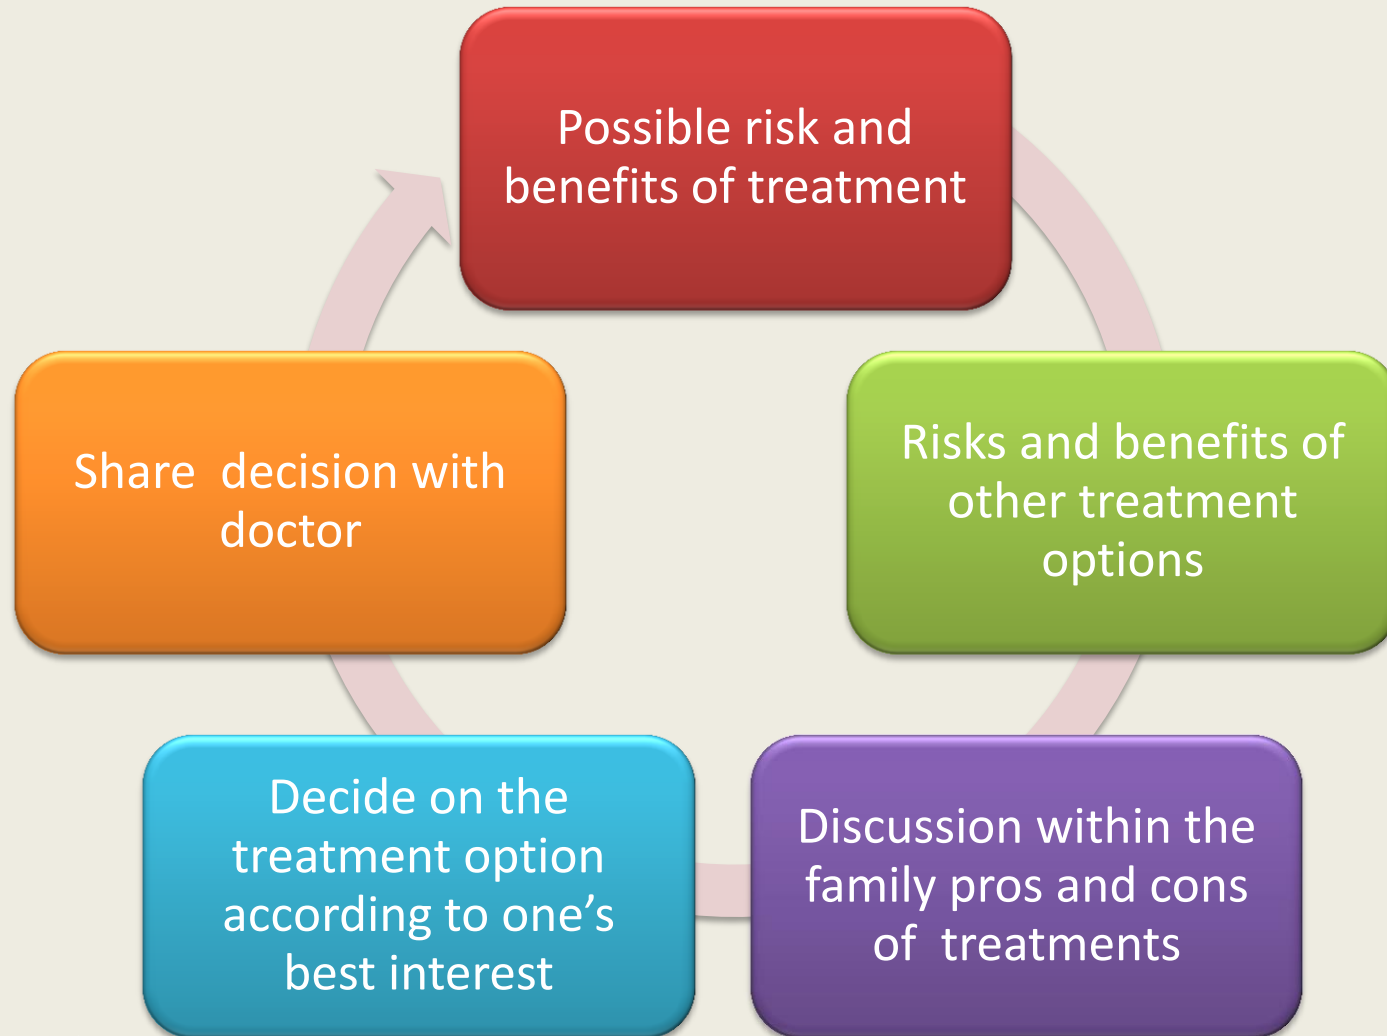 Possible risk and
benefits of treatment
Risks and benefits of
other treatment
options
Discussion within the
family pros and cons
of  treatments
Decide on the
treatment option
according to one’s
best interest
Share  decision with
doctor